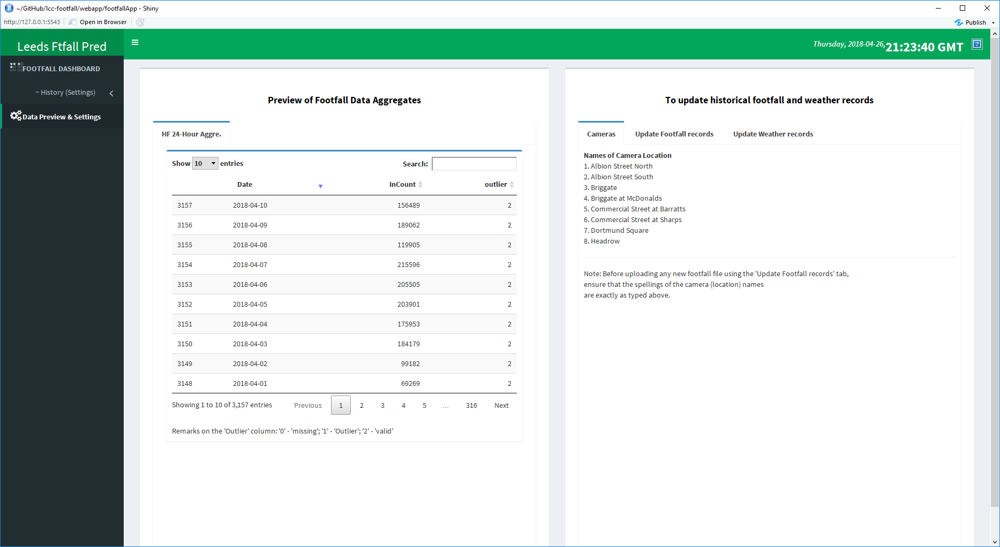 ~/GitHub/lcc-footfall/webapp/footfallApp - Shiny
http://127.0.0.1:5543 Open in Browser Publish
Leeds Ftfall Pred
Thursday, 2018-04-26, 21:23:40 GMT ?
FOOTFALL DASHBOARD
~ History (Settings)
Data Preview & Settings
Preview of Footfall Data Aggregates
HF 24-Hour Aggre.
Show 10 entries Search:
Date InCount outlier
3157 2018-04-10 156489 2
3156 2018-04-09 189062 2
3155 2018-04-08 119905 2
3154 2018-04-07 215596 2
3153 2018-04-06 205505 2
3152 2018-04-05 203901 2
3151 2018-04-04 175953 2
3150 2018-04-03 184179 2
3149 2018-04-02 99182 2
3148 2018-04-01 69269 2
Showing 1 to 10 of 3,157 entries Previous 1 2 3 4 5 … 316 Next
Remarks on the 'Outlier' column: '0' - 'missing'; '1' - 'Outlier'; '2' - 'valid'
To update historical footfall and weather records
Cameras Update Footfall records Update Weather records
Names of Camera Location
1. Albion Street North
2. Albion Street South
3. Briggate
4. Briggate at McDonalds
5. Commercial Street at Barratts
6. Commercial Street at Sharps
7. Dortmund Square
8. Headrow
Note: Before uploading any new footfall file using the 'Update Footfall records' tab,
ensure that the spellings of the camera (location) names
are exactly as typed above.